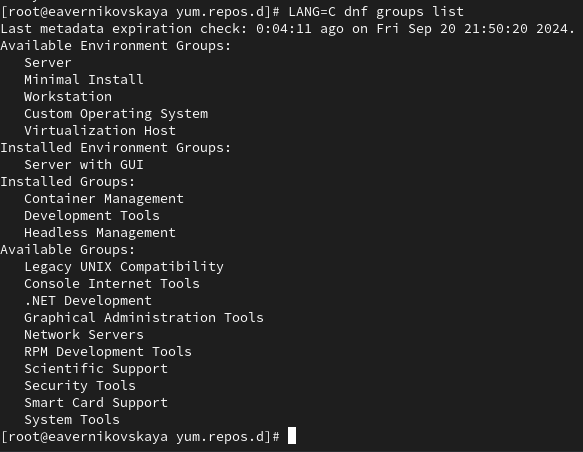 [root@eavernikovskaya yum.repos.d]# LANG=C dnf groups list
Last metadata expiration check: 0:04:11 ago on Fri Sep 20 21:50:20 2024.
Available Environment Groups:
   Server
   Minimal Install
   Workstation
   Custom Operating System
   Virtualization Host
Installed Environment Groups:
   Server with GUI
Installed Groups:
   Container Management
   Development Tools
   Headless Management
Available Groups:
   Legacy UNIX Compatibility
   Console Internet Tools
   .NET Development
   Graphical Administration Tools
   Network Servers
   RPM Development Tools
   Scientific Support
   Security Tools
   Smart Card Support
   System Tools
[root@eavernikovskaya yum.repos.d]#